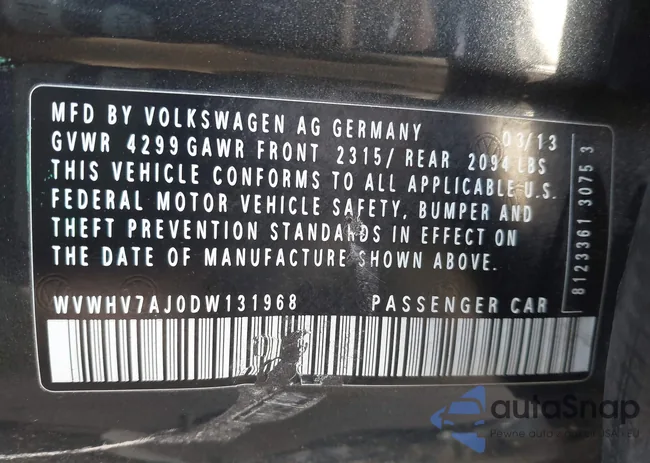 MFD BY VOLKSWAGEN AG GERMANY 03/13
GVWR 4299 GAWR FRONT 2315/ REAR 2094 LBS
THIS VEHICLE CONFORMS TO ALL APPLICABLE U.S.
FEDERAL MOTOR VEHICLE SAFETY, BUMPER AND
THEFT PREVENTION STANDARDS IN EFFECT ON
THE DATE OF MANUFACTURE SHOWN ABOVE.
WVWHV7AJ0DW131968 PASSENGER CAR
8123361 3075 3
autoSnap
Pewne auto